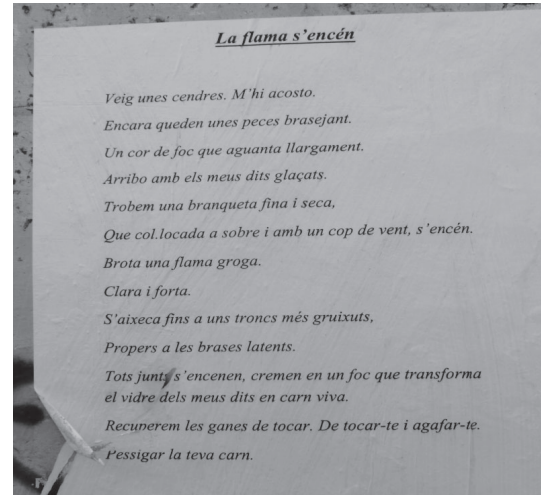 La flama s'encén
Veig unes cendres. M'hi acosto.
Encara queden unes peces brasejant.
Un cor de foc que aguanta llargament.
Arribo amb els meus dits glaçats.
Trobem una branqueta fina i seca,
Que col.locada a sobre i amb un cop de vent, s'encén.
Brota una flama groga.
Clara i forta.
S'aixeca fins a uns troncs més gruixuts,
Propers a les brases latents.
Tots junts s'encenen, cremen en un foc que transforma
el vidre dels meus dits en carn viva.
Recuperem les ganes de tocar. De tocar-te i agafar-te.
Pessigar la teva carn.